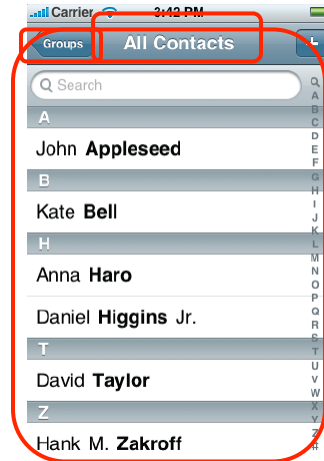 Carrier 3:42 PM
Groups All Contacts +
Search
A
John Appleseed
B
Kate Bell
H
Anna Haro
Daniel Higgins Jr.
T
David Taylor
Z
Hank M. Zakroff
A
B
C
D
E
F
G
H
I
J
K
L
M
N
O
P
Q
R
S
T
U
V
W
X
Y
Z
#